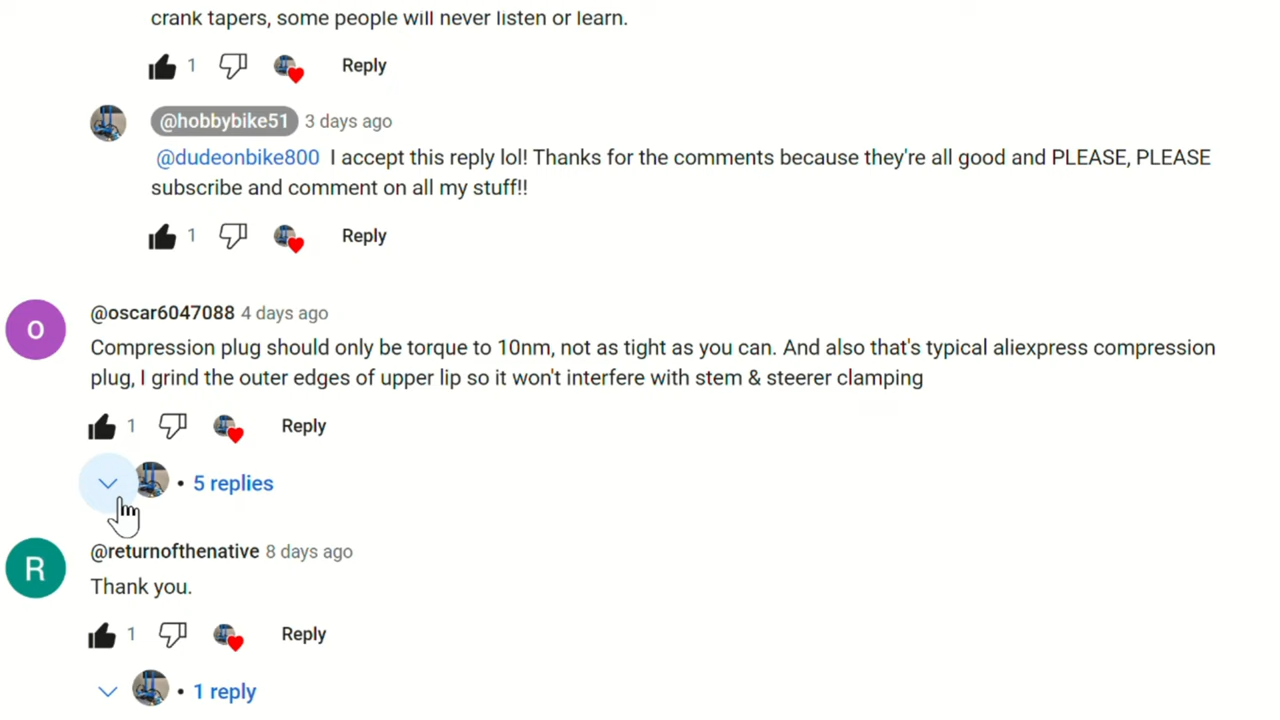 crank tapers, some people will never listen or learn.
1 Reply
@hobbybike51 3 days ago
@dudeonbike800 I accept this reply lol! Thanks for the comments because they're all good and PLEASE, PLEASE
subscribe and comment on all my stuff!!
1 Reply
O
@oscar6047088 4 days ago
Compression plug should only be torque to 10nm, not as tight as you can. And also that's typical aliexpress compression
plug, I grind the outer edges of upper lip so it won't interfere with stem & steerer clamping
1 Reply
• 5 replies
R
@returnofthenative 8 days ago
Thank you.
1 Reply
• 1 reply